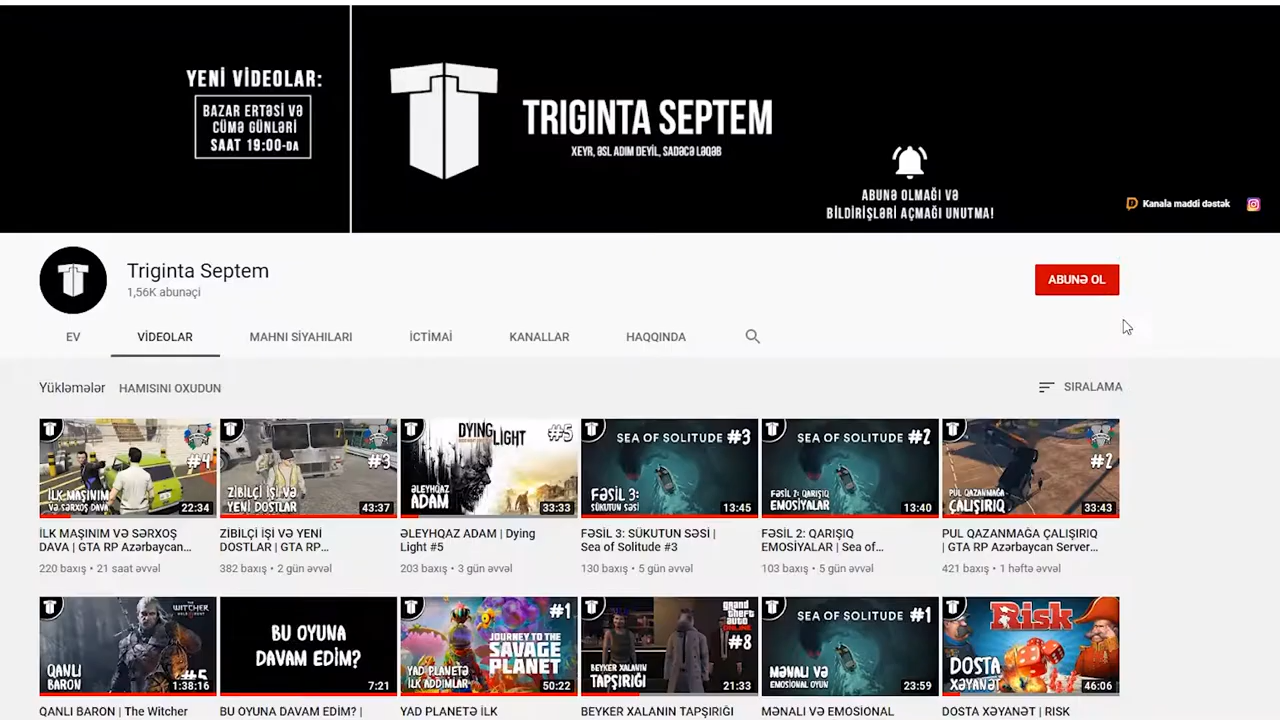 YENİ VİDEOLAR:
BAZAR ERTƏSİ VƏ
CÜMƏ GÜNLƏRİ
SAAT 19:00-DA
TRIGINTA SEPTEM
XEYR, ƏSL ADIM DEYİL, SADƏCƏ LƏQƏB
ABUNƏ OLMAĞI VƏ
BİLDİRİŞLƏRİ AÇMAĞI UNUTMA!
Kanala maddi dəstək
Triginta Septem
1,56K abunəçi
ABUNƏ OL
EV
VİDEOLAR
MAHNI SİYAHILARI
İCTİMAİ
KANALLAR
HAQQINDA
Yükləmələr
HAMISINI OXUDUN
SIRALAMA
#4
İLK MAŞINIM
VƏ SƏRXOŞ DAVA
22:34
#3
ZİBİLÇİ İŞİ VƏ
YENİ DOSTLAR
43:37
DYING LIGHT
#5
ƏLEYHQAZ
ADAM
33:33
SEA OF SOLITUDE #3
FƏSİL 3:
SÜKUTUN SƏSİ
13:45
SEA OF SOLITUDE #2
FƏSİL 2: QARIŞIQ
EMOSİYALAR
13:40
#2
PUL QAZANMAĞA
ÇALIŞIRIQ
33:43
İLK MAŞINIM VƏ SƏRXOŞ
DAVA | GTA RP Azərbaycan...
220 baxış • 21 saat əvvəl
ZİBİLÇİ İŞİ VƏ YENİ
DOSTLAR | GTA RP...
382 baxış • 2 gün əvvəl
ƏLEYHQAZ ADAM | Dying
Light #5
203 baxış • 3 gün əvvəl
FƏSİL 3: SÜKUTUN SƏSİ |
Sea of Solitude #3
130 baxış • 5 gün əvvəl
FƏSİL 2: QARIŞIQ
EMOSİYALAR | Sea of...
103 baxış • 5 gün əvvəl
PUL QAZANMAĞA ÇALIŞIRIQ
| GTA RP Azərbaycan Server...
421 baxış • 1 həftə əvvəl
WITCHER
QANLI
BARON
#5
1:38:16
BU OYUNA
DAVAM EDİM?
7:21
#1
JOURNEY TO THE
SAVAGE
PLANET
YAD PLANETƏ
İLK ADDIMLAR
50:22
grand
theft
auto
ONLINE
#8
BEYKER XALANIN
TAPŞIRIĞI
21:33
SEA OF SOLITUDE #1
MƏNALI VƏ
EMOSIONAL OYUN
23:59
Risk
DOSTA
XƏYANƏT
46:06
QANLI BARON | The Witcher
BU OYUNA DAVAM EDİM? |
YAD PLANETƏ İLK
BEYKER XALANIN TAPŞIRIĞI
MƏNALI VƏ EMOSIONAL
DOSTA XƏYANƏT | RISK